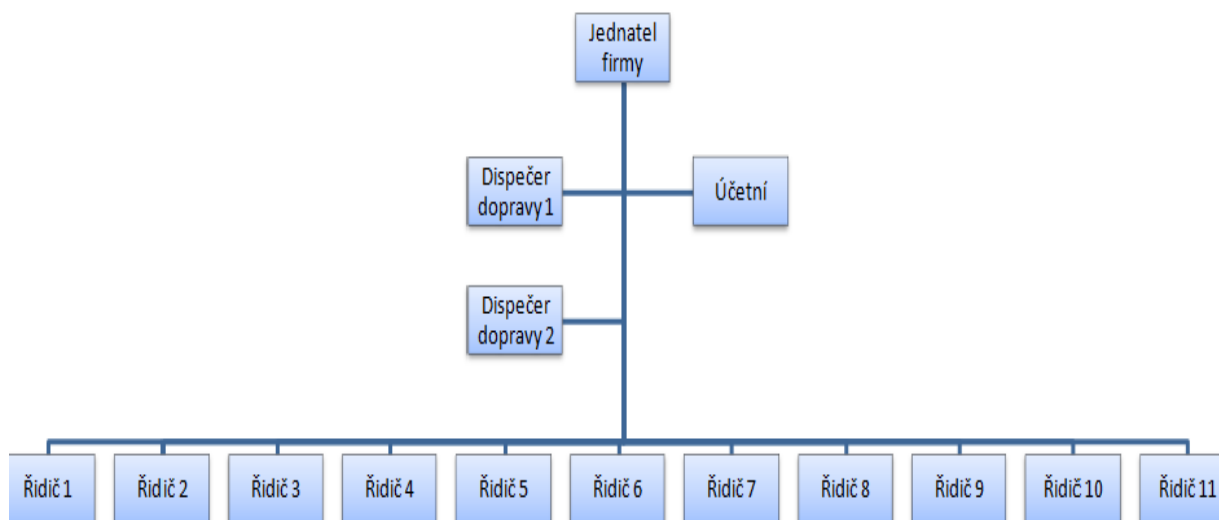 Jednatel
firmy
Dispečer
dopravy 1
Účetní
Dispečer
dopravy 2
Řidič 1
Řidič 2
Řidič 3
Řidič 4
Řidič 5
Řidič 6
Řidič 7
Řidič 8
Řidič 9
Řidič 10
Řidič 11